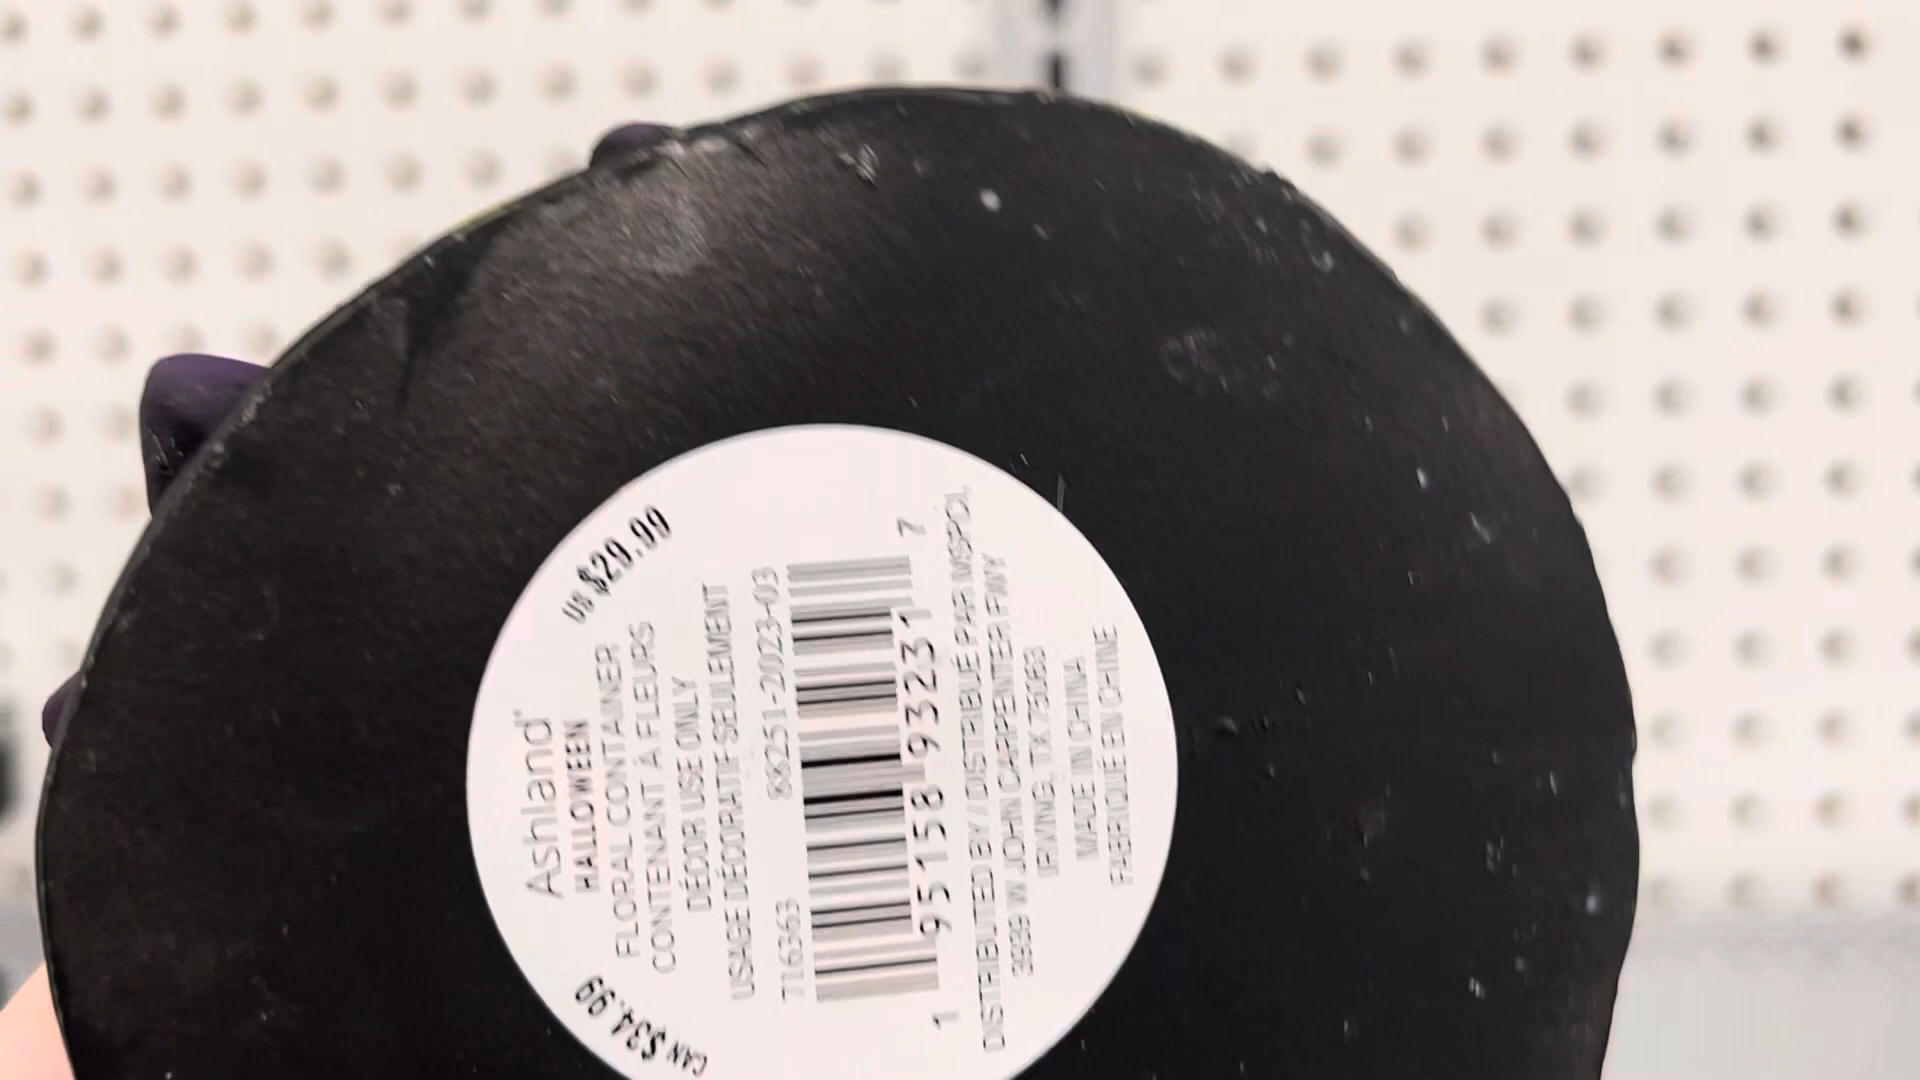 US $29.99
Ashland®
HALLOWEEN
FLORAL CONTAINER
CONTENANT À FLEURS
DÉCOR USE ONLY
USAGE DÉCORATIF SEULEMENT
716363 88251-2023-03
1 95158 93231 7
DISTRIBUTED BY / DISTRIBUÉ PAR MSPCI,
3939 W JOHN CARPENTER FWY
IRVING, TX 75063
MADE IN CHINA
FABRIQUÉ EN CHINE
CAN $34.99